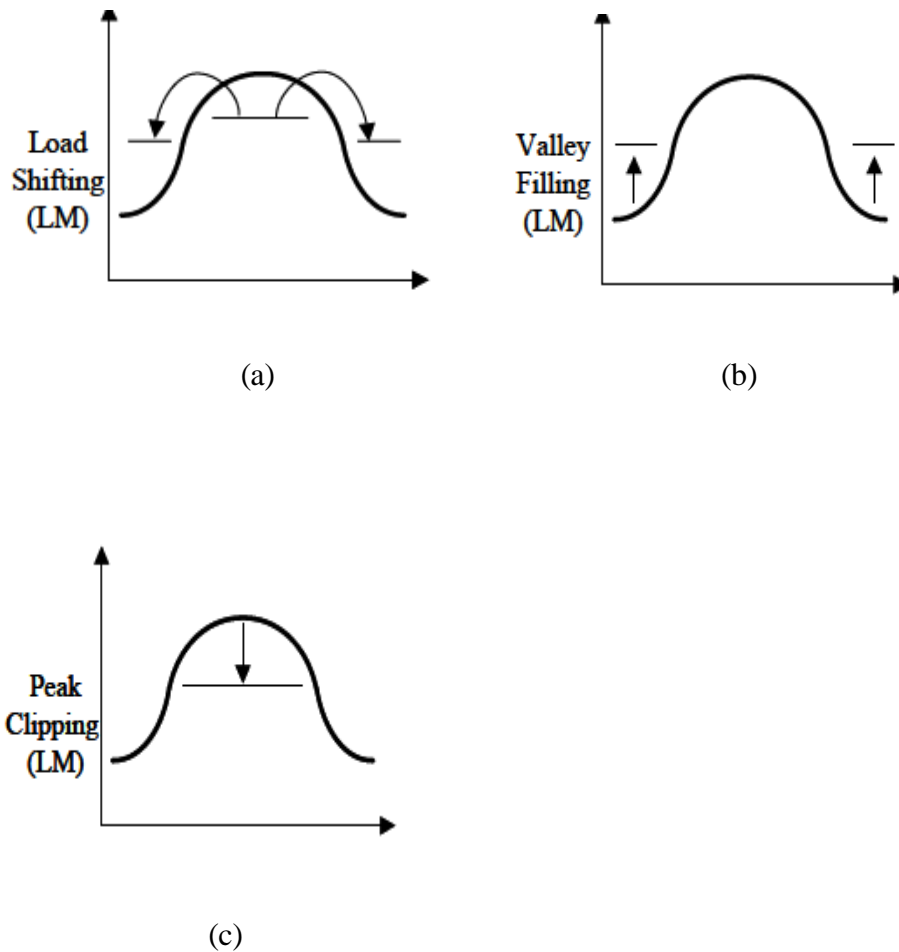 Load
Shifting
(LM)
Valley
Filling
(LM)
(a)
(b)
Peak
Clipping
(LM)
(c)